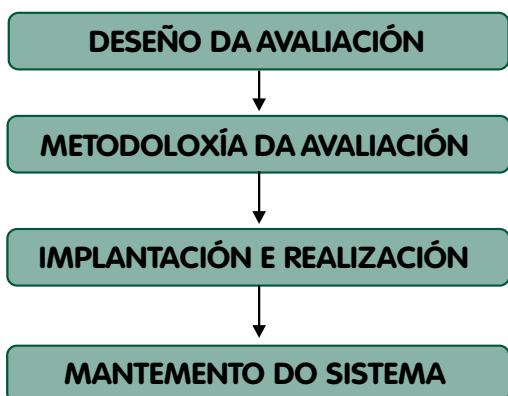 DESEÑO DA AVALIACIÓN
METODOLOXÍA DA AVALIACIÓN
IMPLANTACIÓN E REALIZACIÓN
MANTEMENTO DO SISTEMA